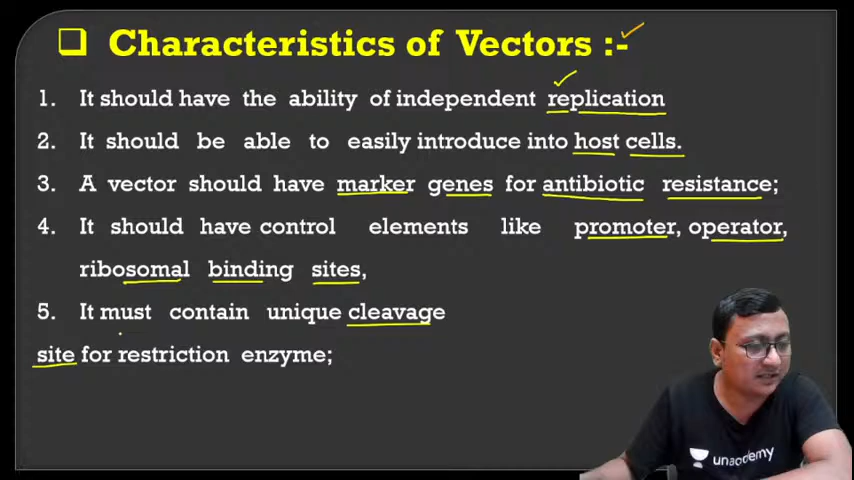 ❑ Characteristics of Vectors :-
1. It should have the ability of independent replication
2. It should be able to easily introduce into host cells.
3. A vector should have marker genes for antibiotic resistance;
4. It should have control elements like promoter, operator,
ribosomal binding sites,
5. It must contain unique cleavage
site for restriction enzyme;
unacademy